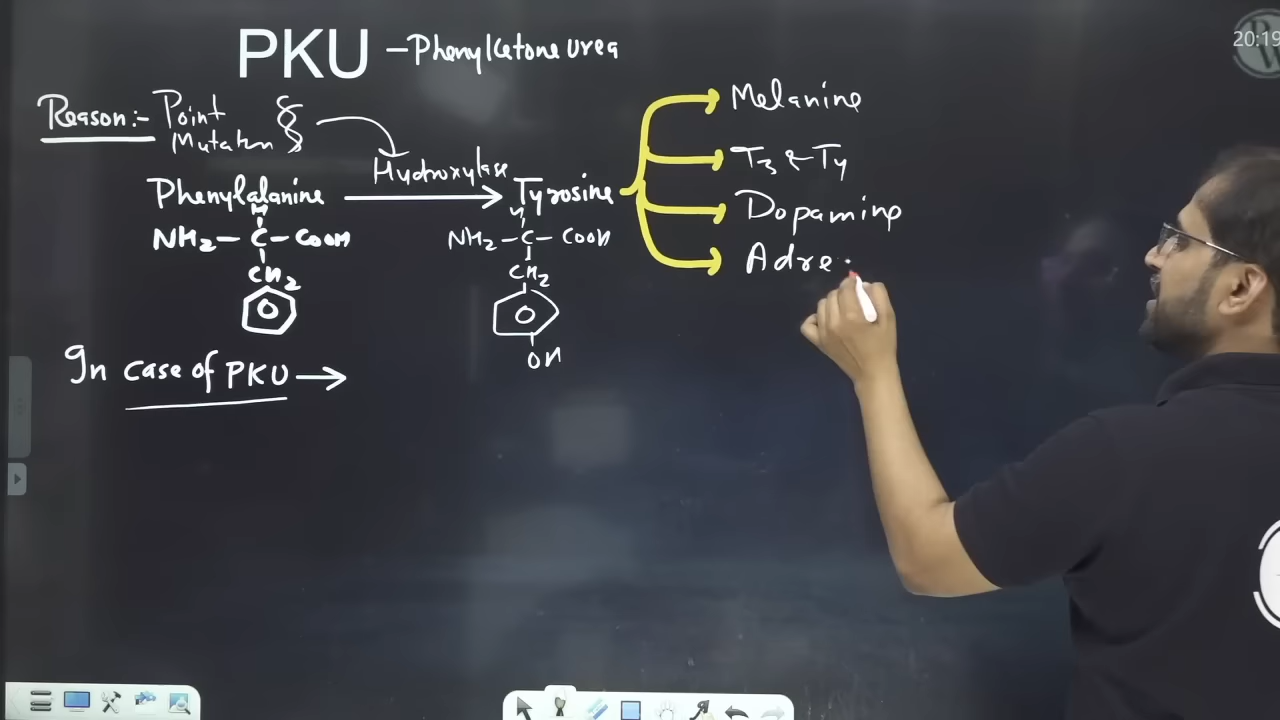 PKU - Phenylketone urea
20:19
Reason:- Point
Mutation
Hydroxylase
Phenylalanine
Tyrosine
H
NH2 - C - COOH
CH2
H
NH2 - C - COOH
CH2
OH
Melanine
T3 & T4
Dopamine
Adre
In case of PKU →